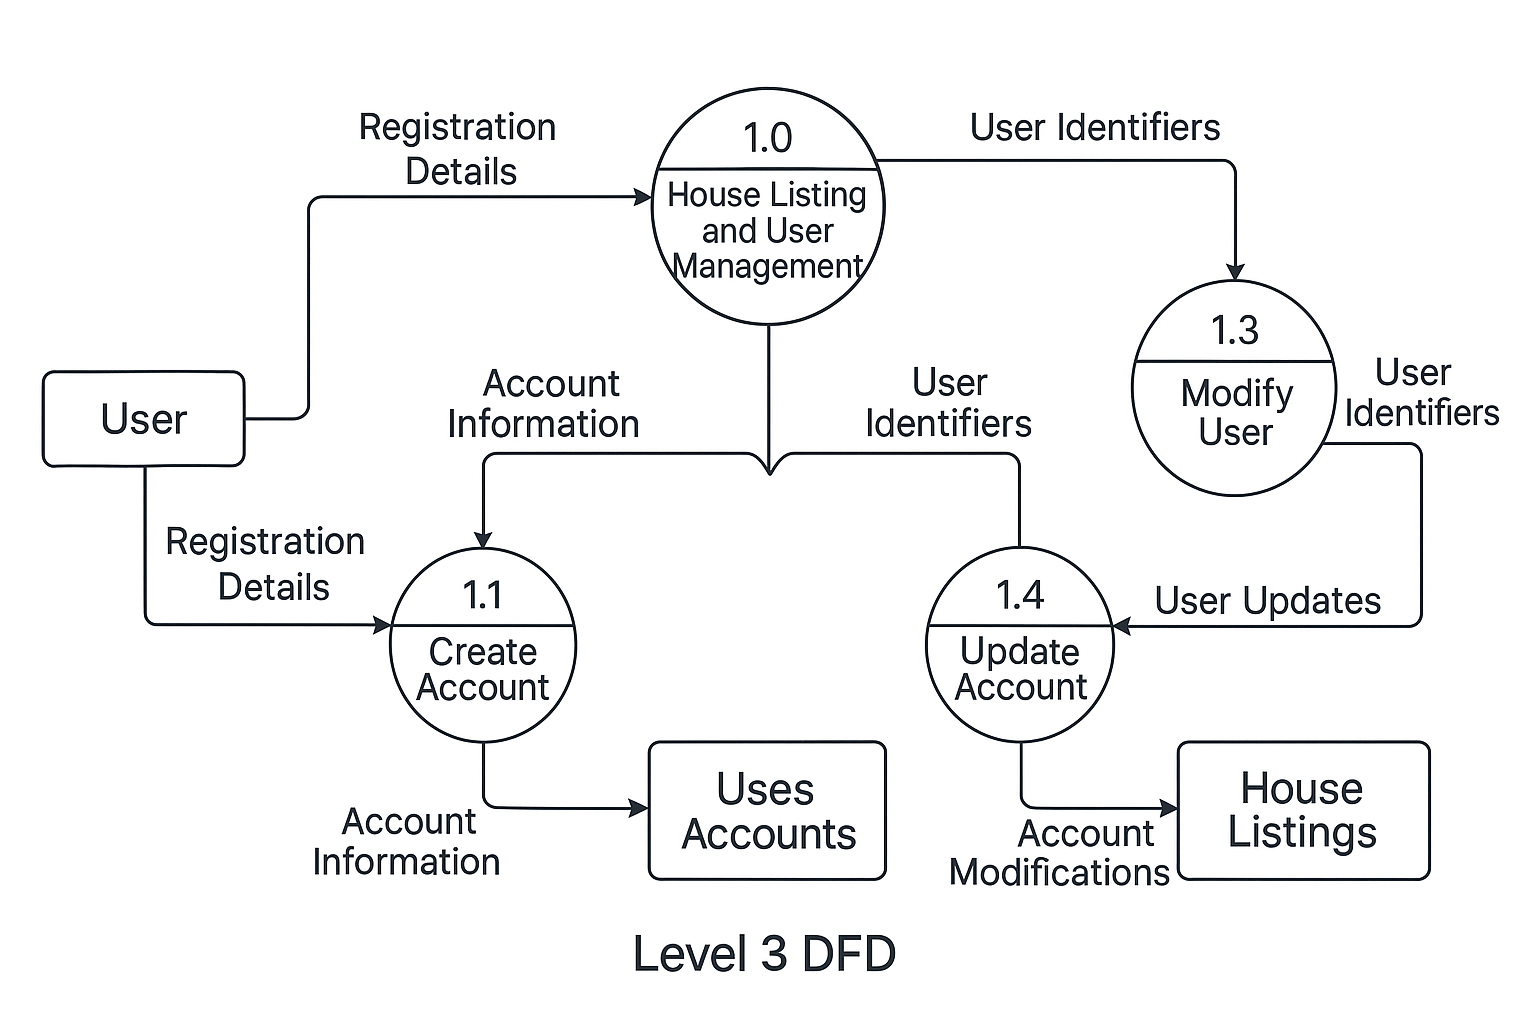 Registration
Details
1.0
House Listing
and User
Management
User Identifiers
1.3
Modify
User
User
Identifiers
User
Account
Information
User
Identifiers
Registration
Details
1.1
Create
Account
1.4
Update
Account
User Updates
Account
Information
Uses
Accounts
Account
Modifications
House
Listings
Level 3 DFD